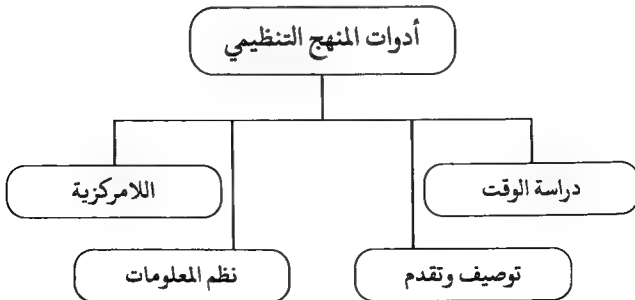 أدوات المنهج التنظيمي
دراسة الوقت
اللامركزية
توصيف وتقدم
نظم المعلومات